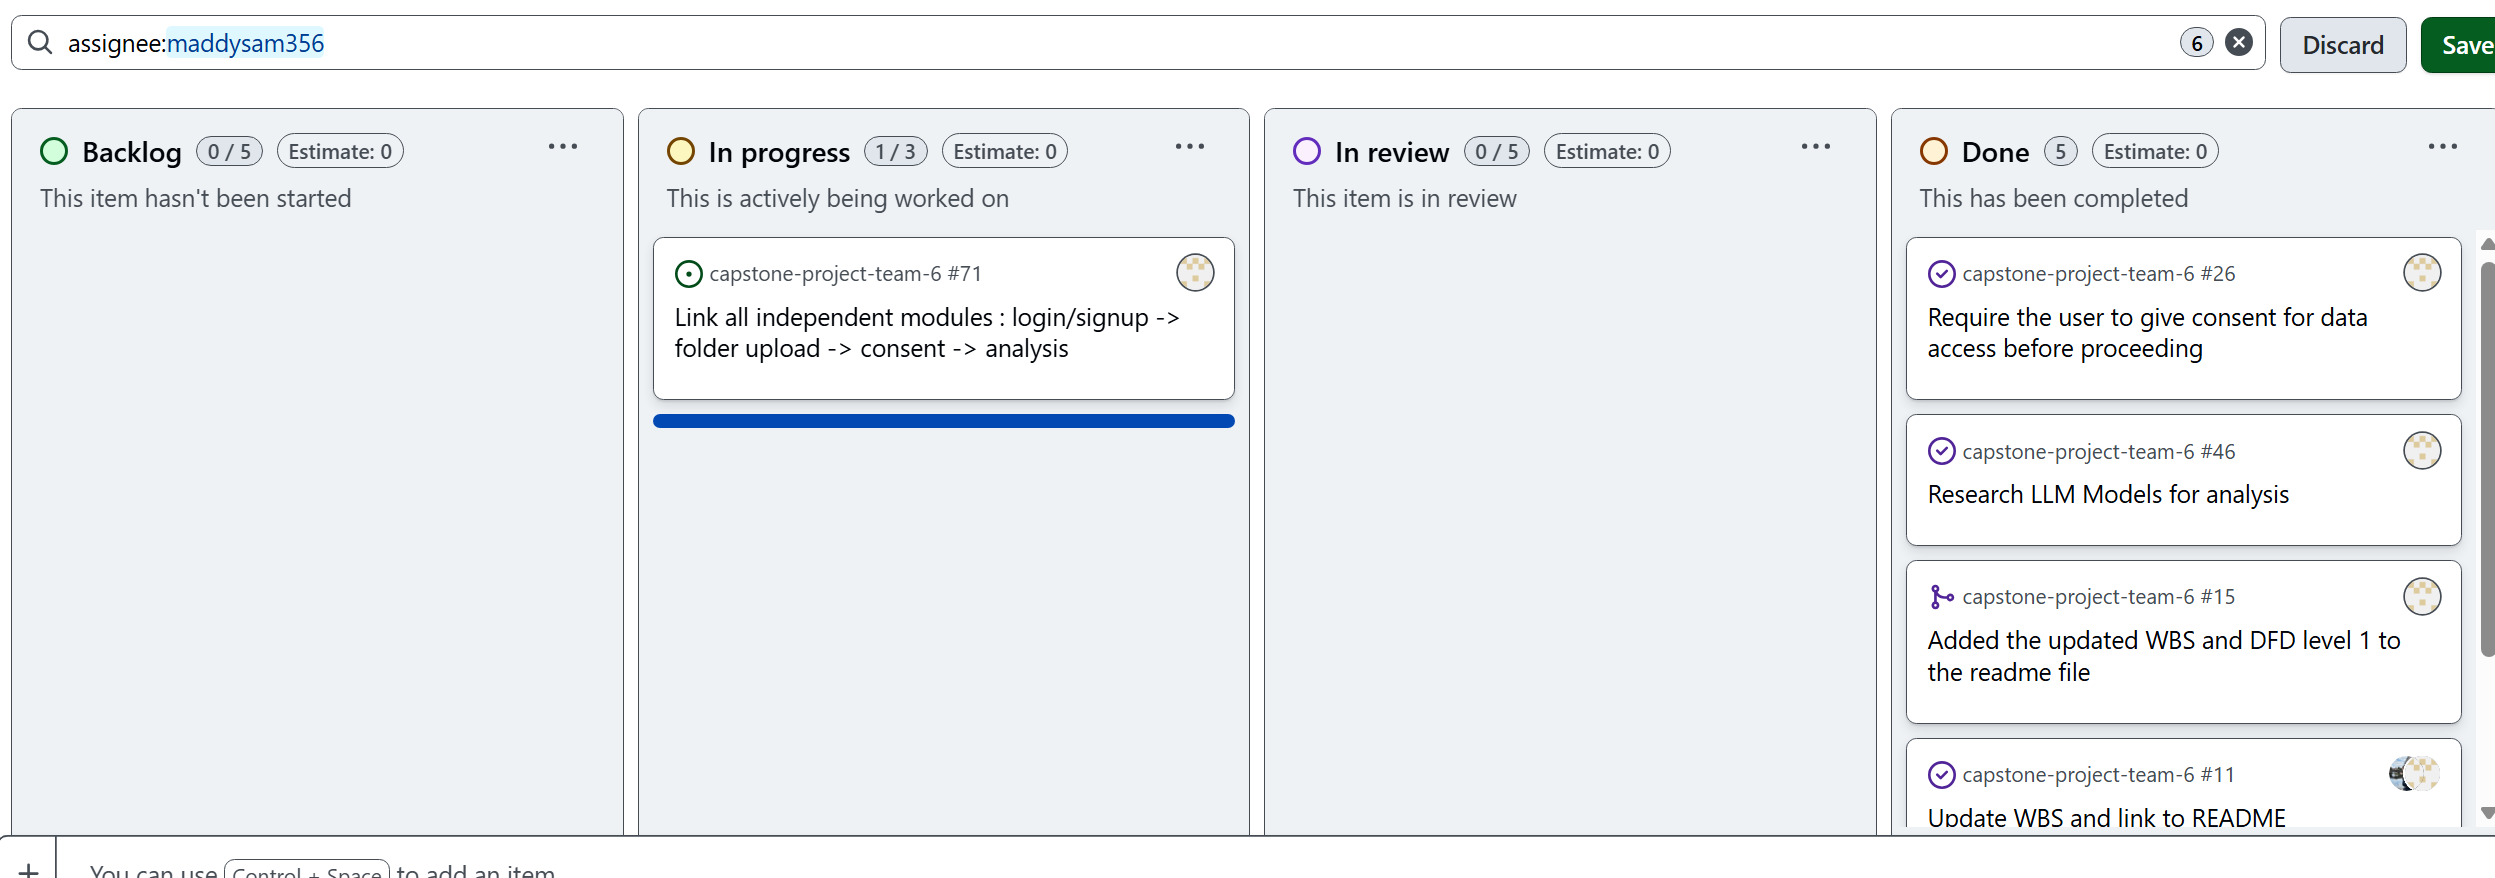 assignee:maddysam356
6
Discard
Save
Backlog 0 / 5 Estimate: 0
This item hasn't been started
In progress 1 / 3 Estimate: 0
This is actively being worked on
capstone-project-team-6 #71
Link all independent modules : login/signup ->
folder upload -> consent -> analysis
In review 0 / 5 Estimate: 0
This item is in review
Done 5 Estimate: 0
This has been completed
capstone-project-team-6 #26
Require the user to give consent for data
access before proceeding
capstone-project-team-6 #46
Research LLM Models for analysis
capstone-project-team-6 #15
Added the updated WBS and DFD level 1 to
the readme file
capstone-project-team-6 #11
Update WBS and link to README
You can use Control + Space to add an item